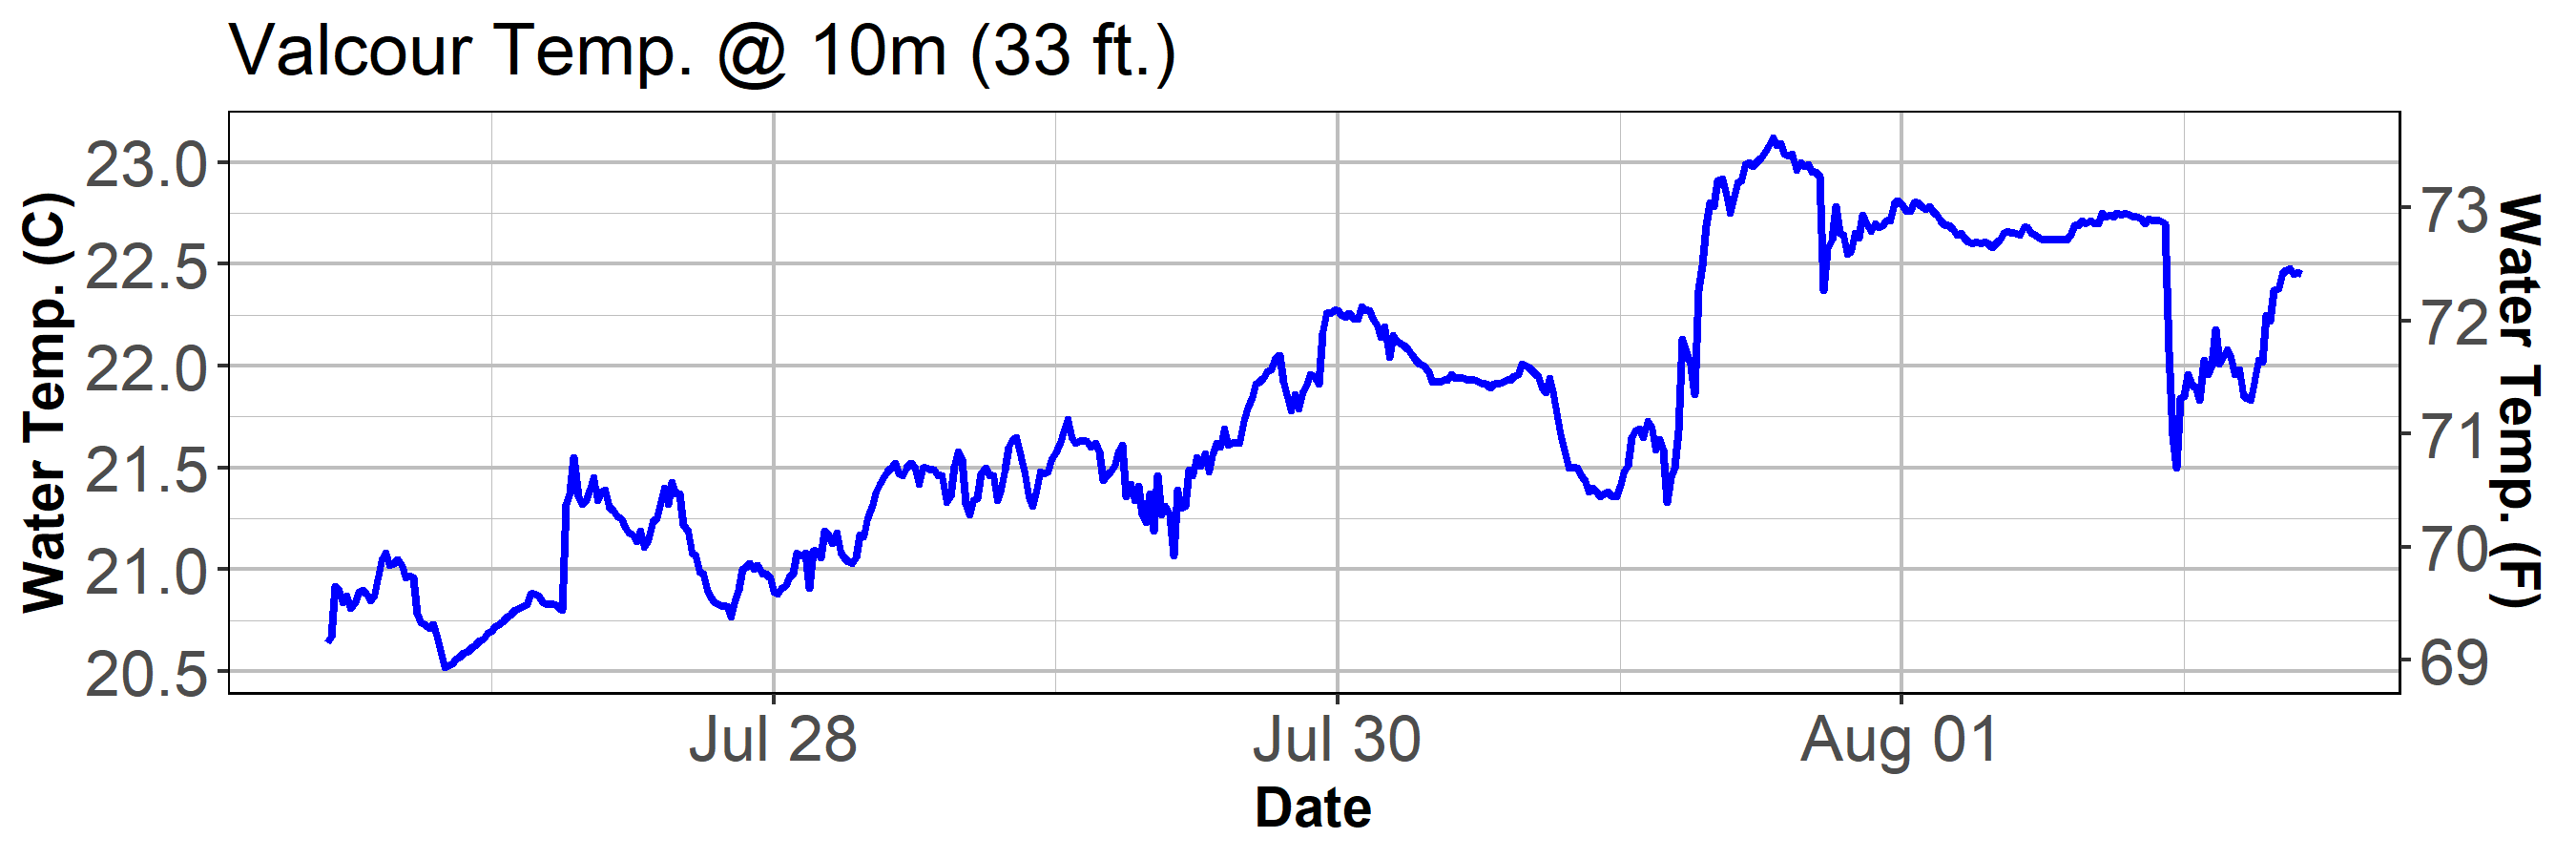 Valcour Temp. @ 10m (33 ft.)
Water Temp. (C)
23.0
22.5
22.0
21.5
21.0
20.5
73
72
71
70
69
Water Temp. (F)
Jul 28
Jul 30
Aug 01
Date